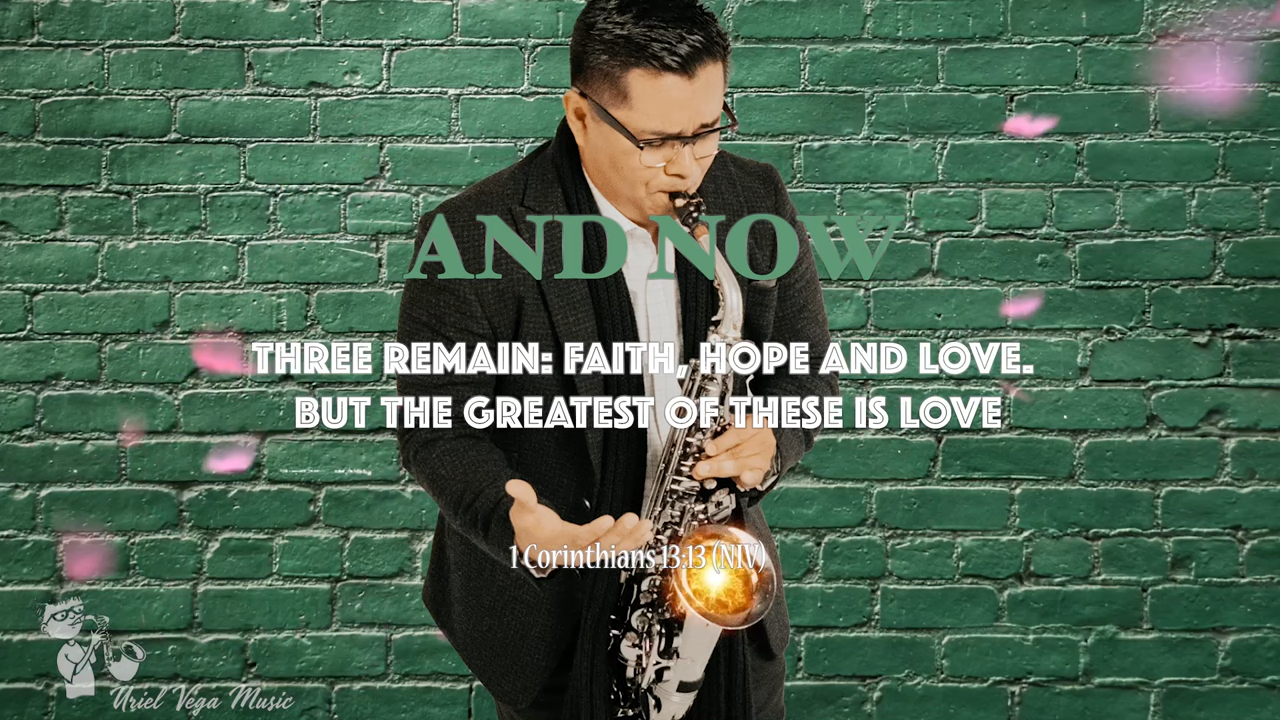 AND NOW
THREE REMAIN: FAITH, HOPE AND LOVE.
BUT THE GREATEST OF THESE IS LOVE
1 Corinthians 13:13 (NIV)
Uriel Vega Music